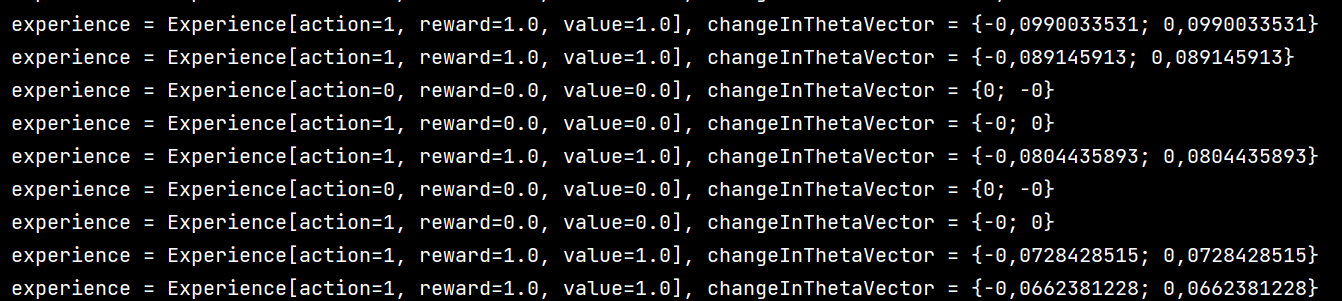 experience = Experience[action=1, reward=1.0, value=1.0], changeInThetaVector = {-0,0990033531; 0,0990033531}
experience = Experience[action=1, reward=1.0, value=1.0], changeInThetaVector = {-0,089145913; 0,089145913}
experience = Experience[action=0, reward=0.0, value=0.0], changeInThetaVector = {0; -0}
experience = Experience[action=1, reward=0.0, value=0.0], changeInThetaVector = {-0; 0}
experience = Experience[action=1, reward=1.0, value=1.0], changeInThetaVector = {-0,0804435893; 0,0804435893}
experience = Experience[action=0, reward=0.0, value=0.0], changeInThetaVector = {0; -0}
experience = Experience[action=1, reward=0.0, value=0.0], changeInThetaVector = {-0; 0}
experience = Experience[action=1, reward=1.0, value=1.0], changeInThetaVector = {-0,0728428515; 0,0728428515}
experience = Experience[action=1, reward=1.0, value=1.0], changeInThetaVector = {-0,0662381228; 0,0662381228}